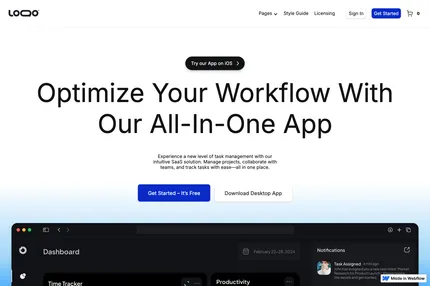 LOGO
Pages
Style Guide
Licensing
Sign In
Get Started
0
Try our App on iOS
Optimize Your Workflow With
Our All-In-One App
Experience a new level of task management with our
intuitive SaaS solution. Manage projects, collaborate with
teams, and track tasks with ease—all in one place.
Get Started – It's Free
Download Desktop App
Dashboard
February 22–29, 2024
Notifications
Task Assigned
Time Tracker
Productivity
Made in Webflow